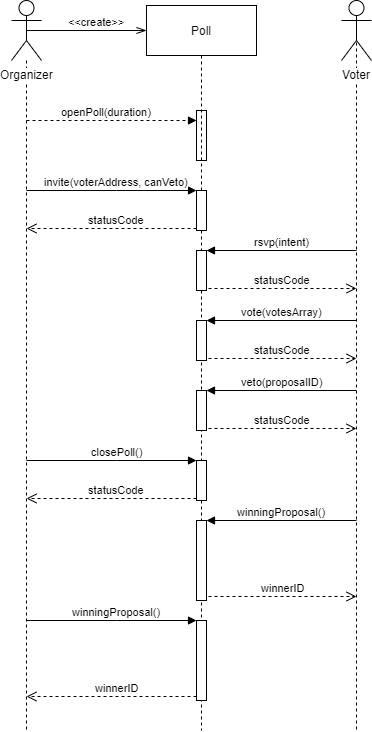 <<create>>
Poll
Organizer
Voter
openPoll(duration)
invite(voterAddress, canVeto)
statusCode
rsvp(intent)
statusCode
vote(votesArray)
statusCode
veto(proposalID)
statusCode
closePoll()
statusCode
winningProposal()
winnerID
winningProposal()
winnerID